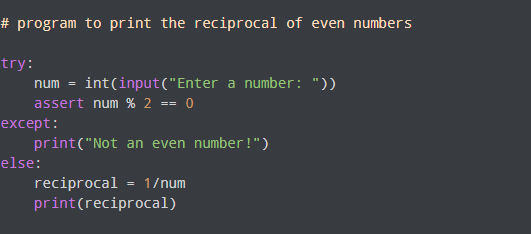 # program to print the reciprocal of even numbers

try:
    num = int(input("Enter a number: "))
    assert num % 2 == 0
except:
    print("Not an even number!")
else:
    reciprocal = 1/num
    print(reciprocal)